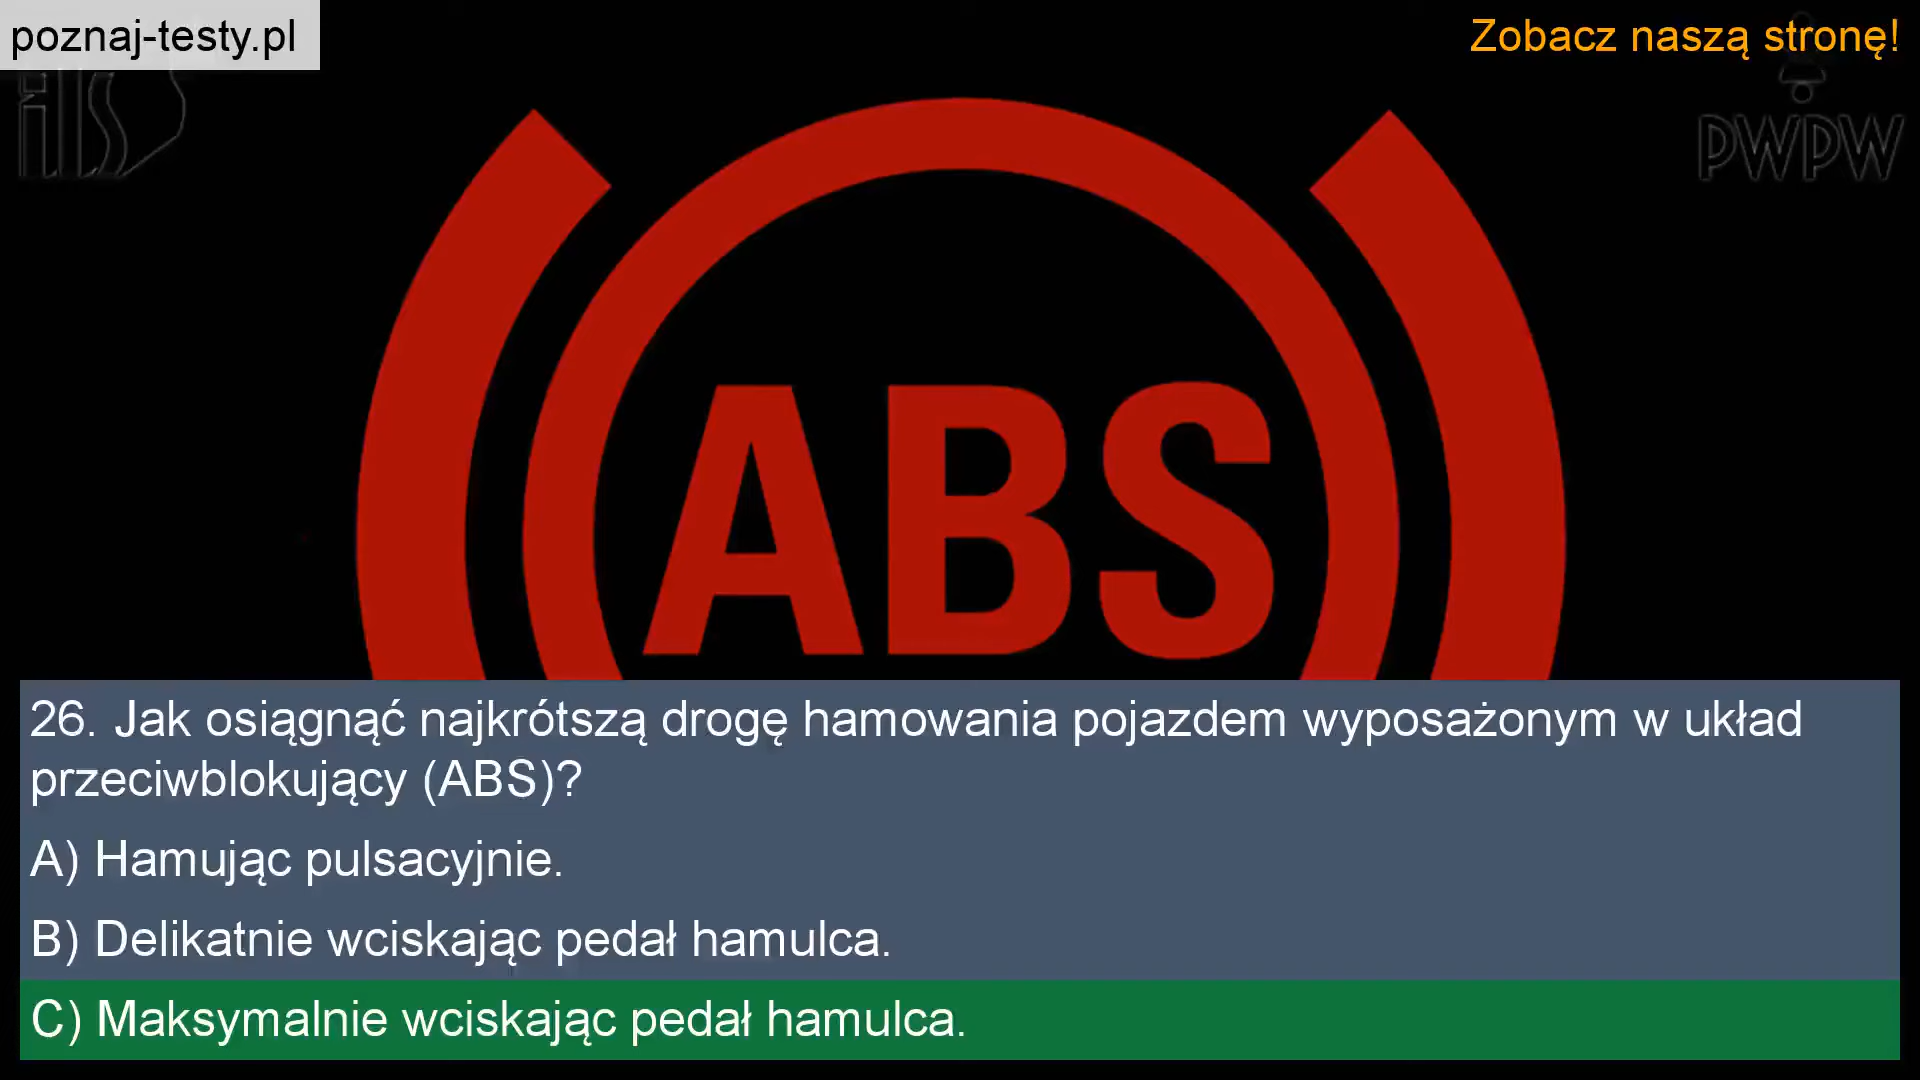 poznaj-testy.pl
Zobacz naszą stronę!
PWPW
ABS
26. Jak osiągnąć najkrótszą drogę hamowania pojazdem wyposażonym w układ
przeciwblokujący (ABS)?
A) Hamując pulsacyjnie.
B) Delikatnie wciskając pedał hamulca.
C) Maksymalnie wciskając pedał hamulca.